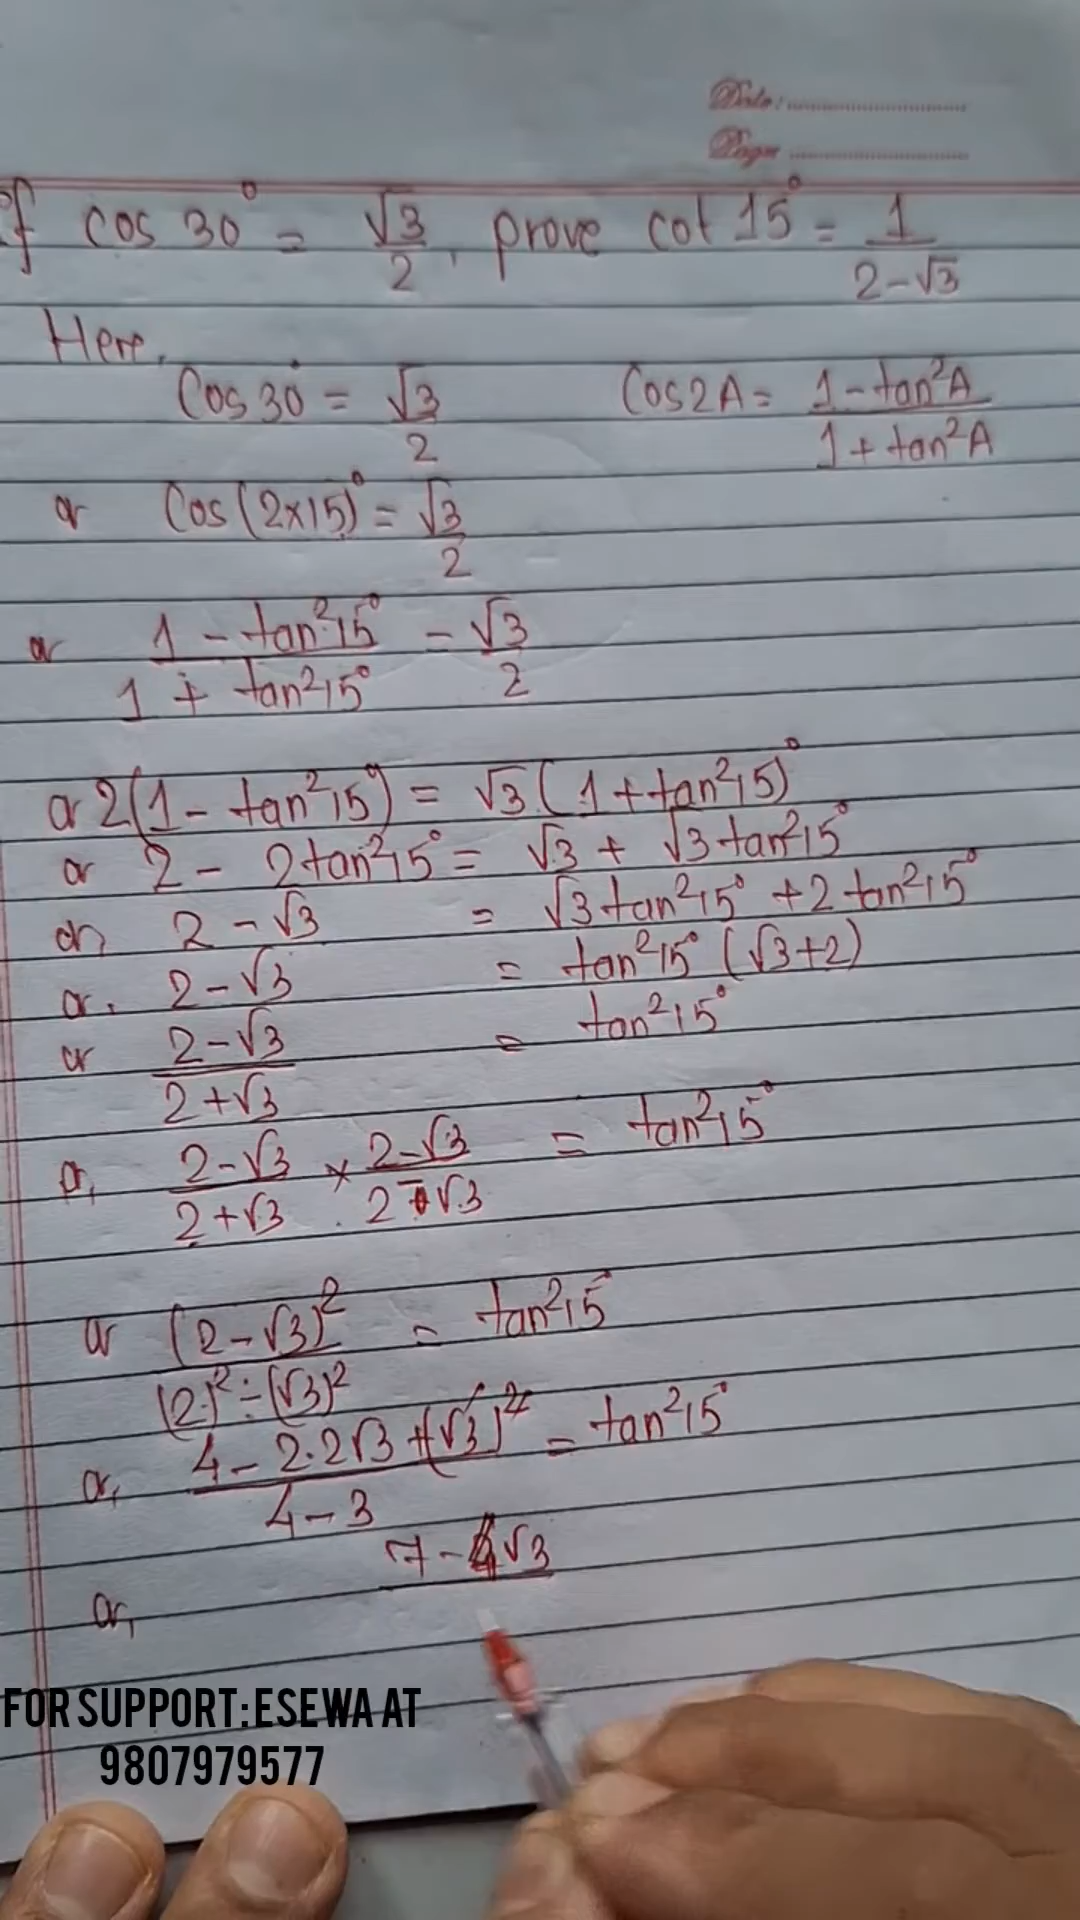 Date:
Page
If cos 30° = √3/2, prove cot 15° = 1/(2-√3)
Here,
Cos 30° = √3/2    Cos2A = (1-tan²A)/(1+tan²A)
or Cos(2×15)° = √3/2
or (1 - tan²15°)/(1 + tan²15°) = √3/2
or 2(1 - tan²15°) = √3(1+tan²15)°
or 2 - 2tan²15° = √3 + √3 tan²15°
or, 2 - √3 = √3 tan²15° + 2 tan²15°
or, 2 - √3 = tan²15° (√3+2)
or (2-√3)/(2+√3) = tan²15°
or, (2-√3)/(2+√3) × (2-√3)/(2-√3) = tan²15°
or (2-√3)²/((2)²-(√3)²) = tan²15°
or, (4 - 2·2√3 + (√3)²)/(4-3) = tan²15°
7-4√3
or,
FOR SUPPORT:ESEWA AT
9807979577